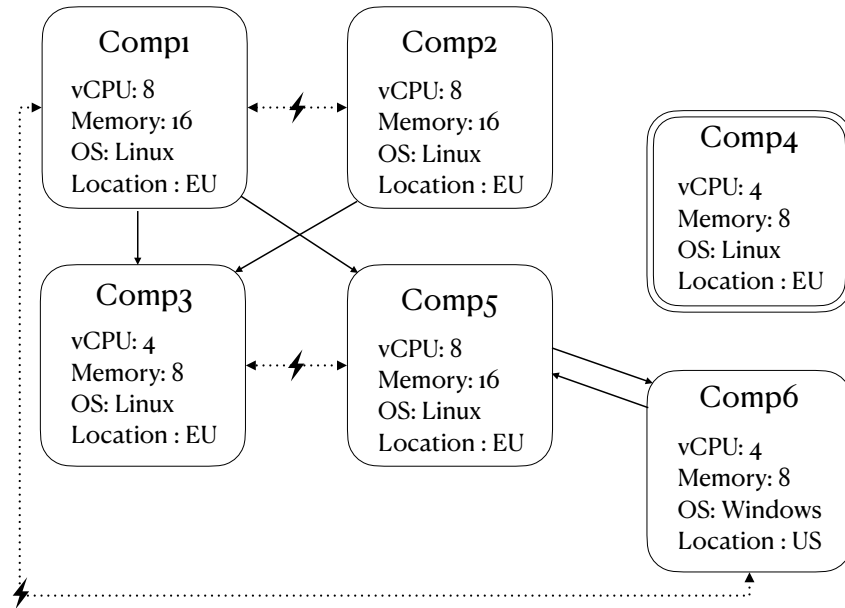 Comp1
vCPU: 8
Memory: 16
OS: Linux
Location : EU
Comp2
vCPU: 8
Memory: 16
OS: Linux
Location : EU
Comp4
vCPU: 4
Memory: 8
OS: Linux
Location : EU
Comp3
vCPU: 4
Memory: 8
OS: Linux
Location : EU
Comp5
vCPU: 8
Memory: 16
OS: Linux
Location : EU
Comp6
vCPU: 4
Memory: 8
OS: Windows
Location : US